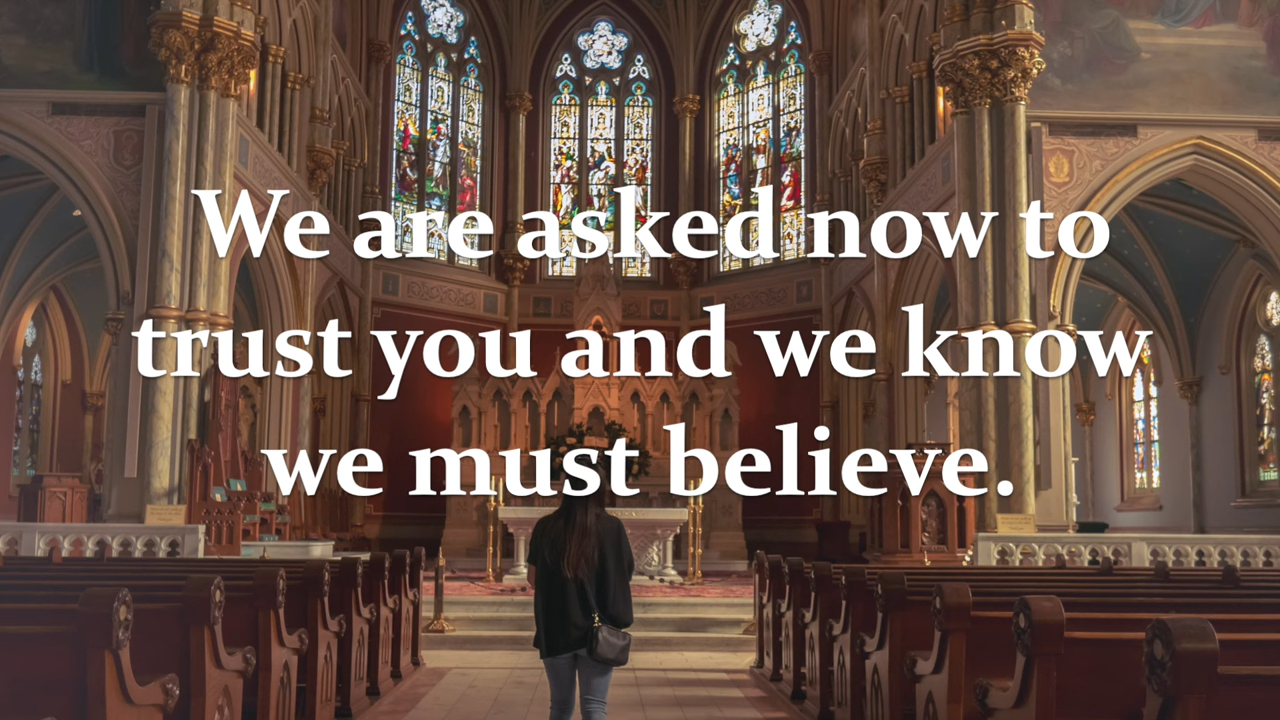 We are asked now to
trust you and we know
we must believe.